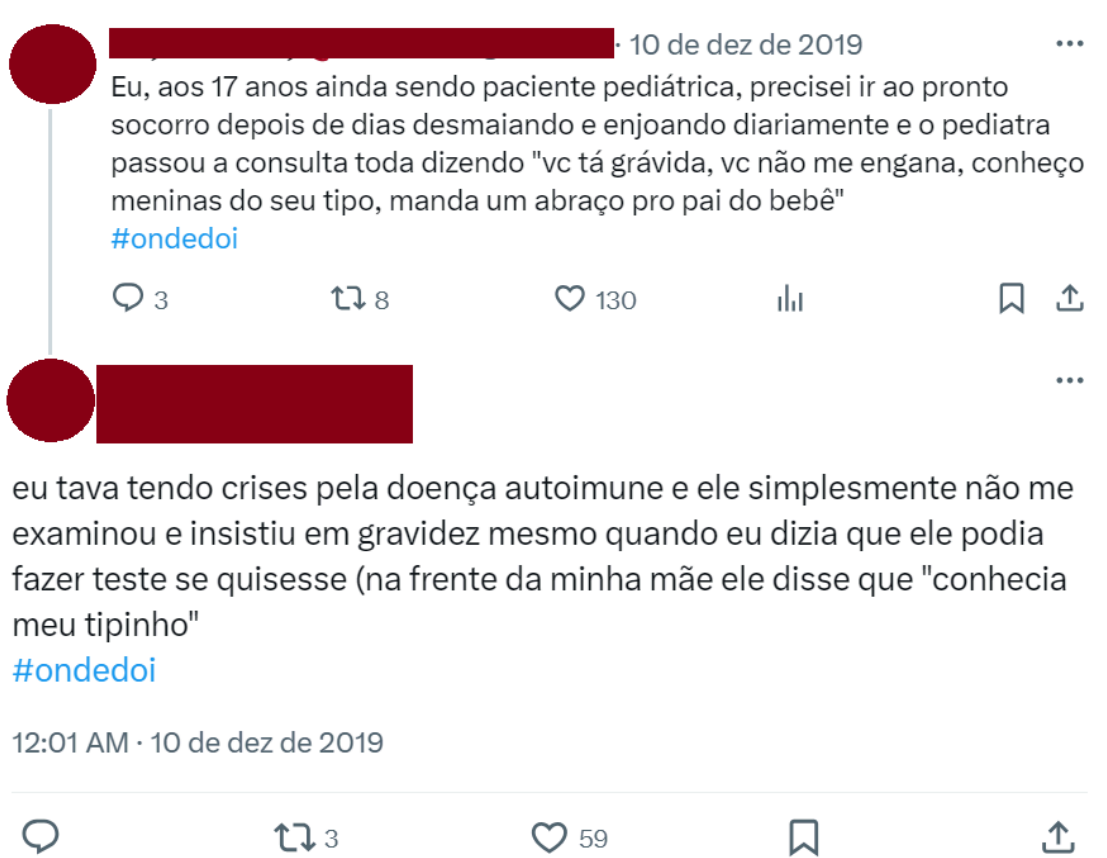 · 10 de dez de 2019
Eu, aos 17 anos ainda sendo paciente pediátrica, precisei ir ao pronto
socorro depois de dias desmaiando e enjoando diariamente e o pediatra
passou a consulta toda dizendo "vc tá grávida, vc não me engana, conheço
meninas do seu tipo, manda um abraço pro pai do bebê"
#ondedoi
3 8 130
eu tava tendo crises pela doença autoimune e ele simplesmente não me
examinou e insistiu em gravidez mesmo quando eu dizia que ele podia
fazer teste se quisesse (na frente da minha mãe ele disse que "conhecia
meu tipinho"
#ondedoi
12:01 AM · 10 de dez de 2019
3 59